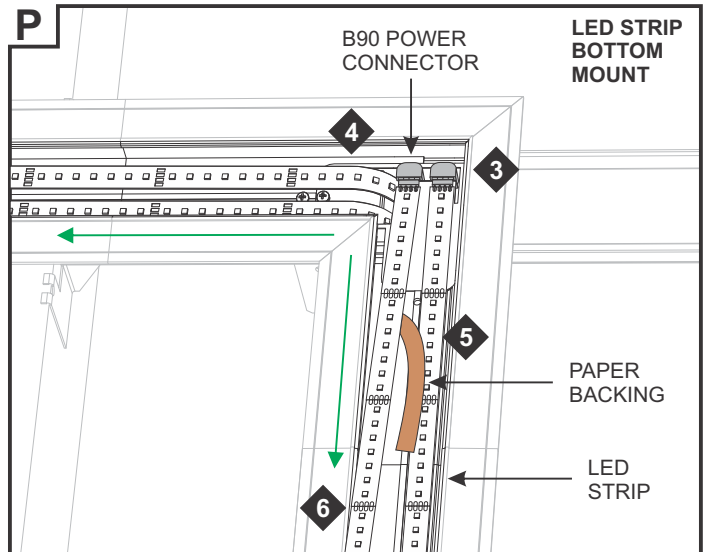 P
B90 POWER
CONNECTOR
LED STRIP
BOTTOM
MOUNT
4
3
5
PAPER
BACKING
LED
STRIP
6